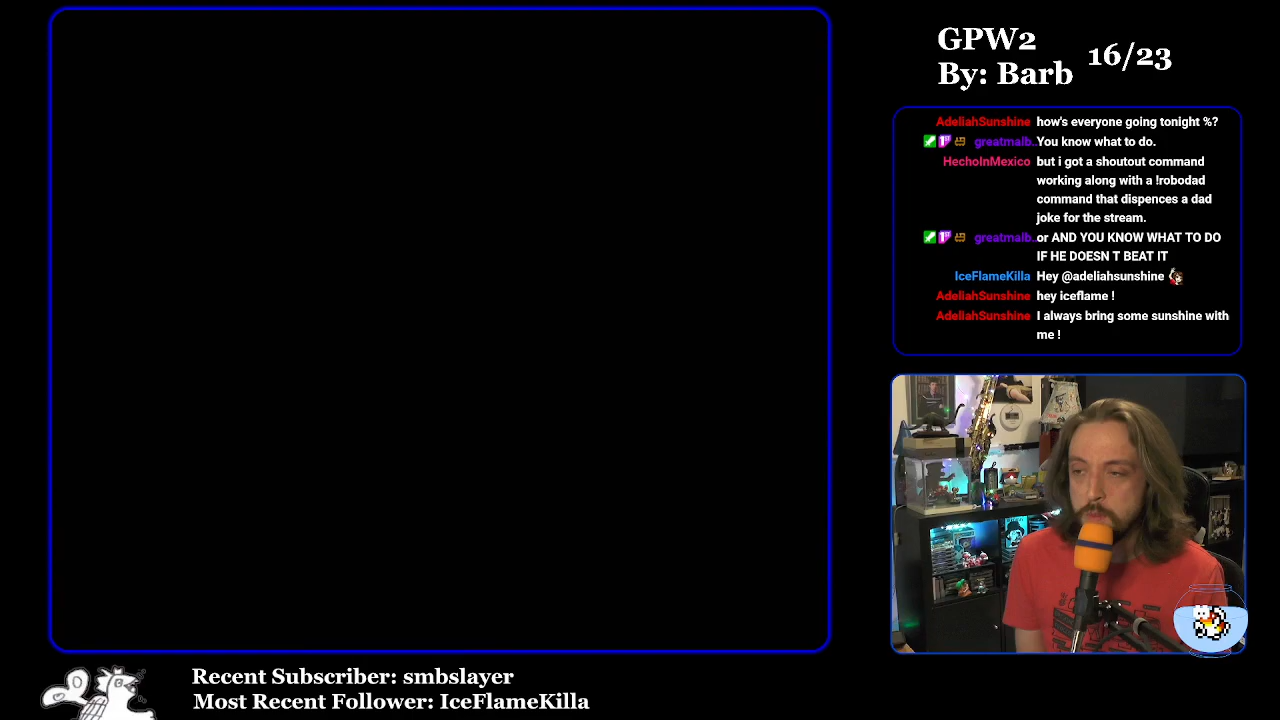 GPW2
By: Barb
16/23
AdeliahSunshine how's everyone going tonight %?
greatmalb.. You know what to do.
HechoInMexico but i got a shoutout command
working along with a !robodad
command that dispences a dad
joke for the stream.
greatmalb.. or AND YOU KNOW WHAT TO DO
IF HE DOESN T BEAT IT
IceFlameKilla Hey @adeliahsunshine
AdeliahSunshine hey iceflame !
AdeliahSunshine I always bring some sunshine with
me !
Recent Subscriber: smbslayer
Most Recent Follower: IceFlameKilla